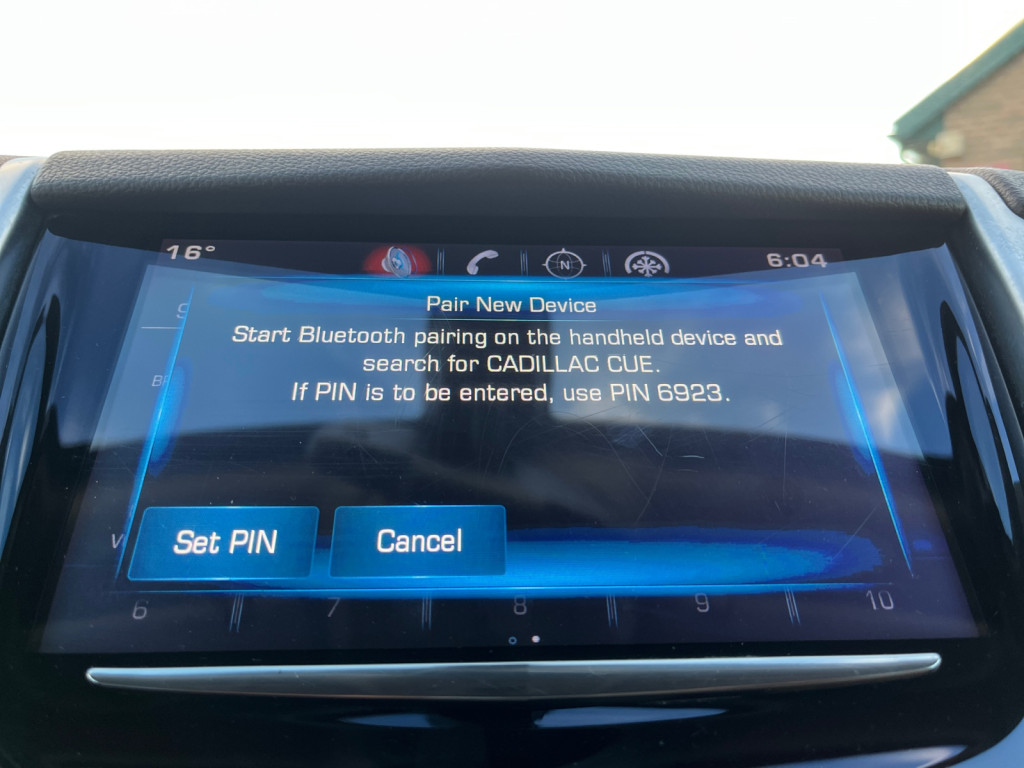 16°
N
6:04
Pair New Device
Start Bluetooth pairing on the handheld device and
search for CADILLAC CUE.
If PIN is to be entered, use PIN 6923.
Set PIN
Cancel
6 7 8 9 10